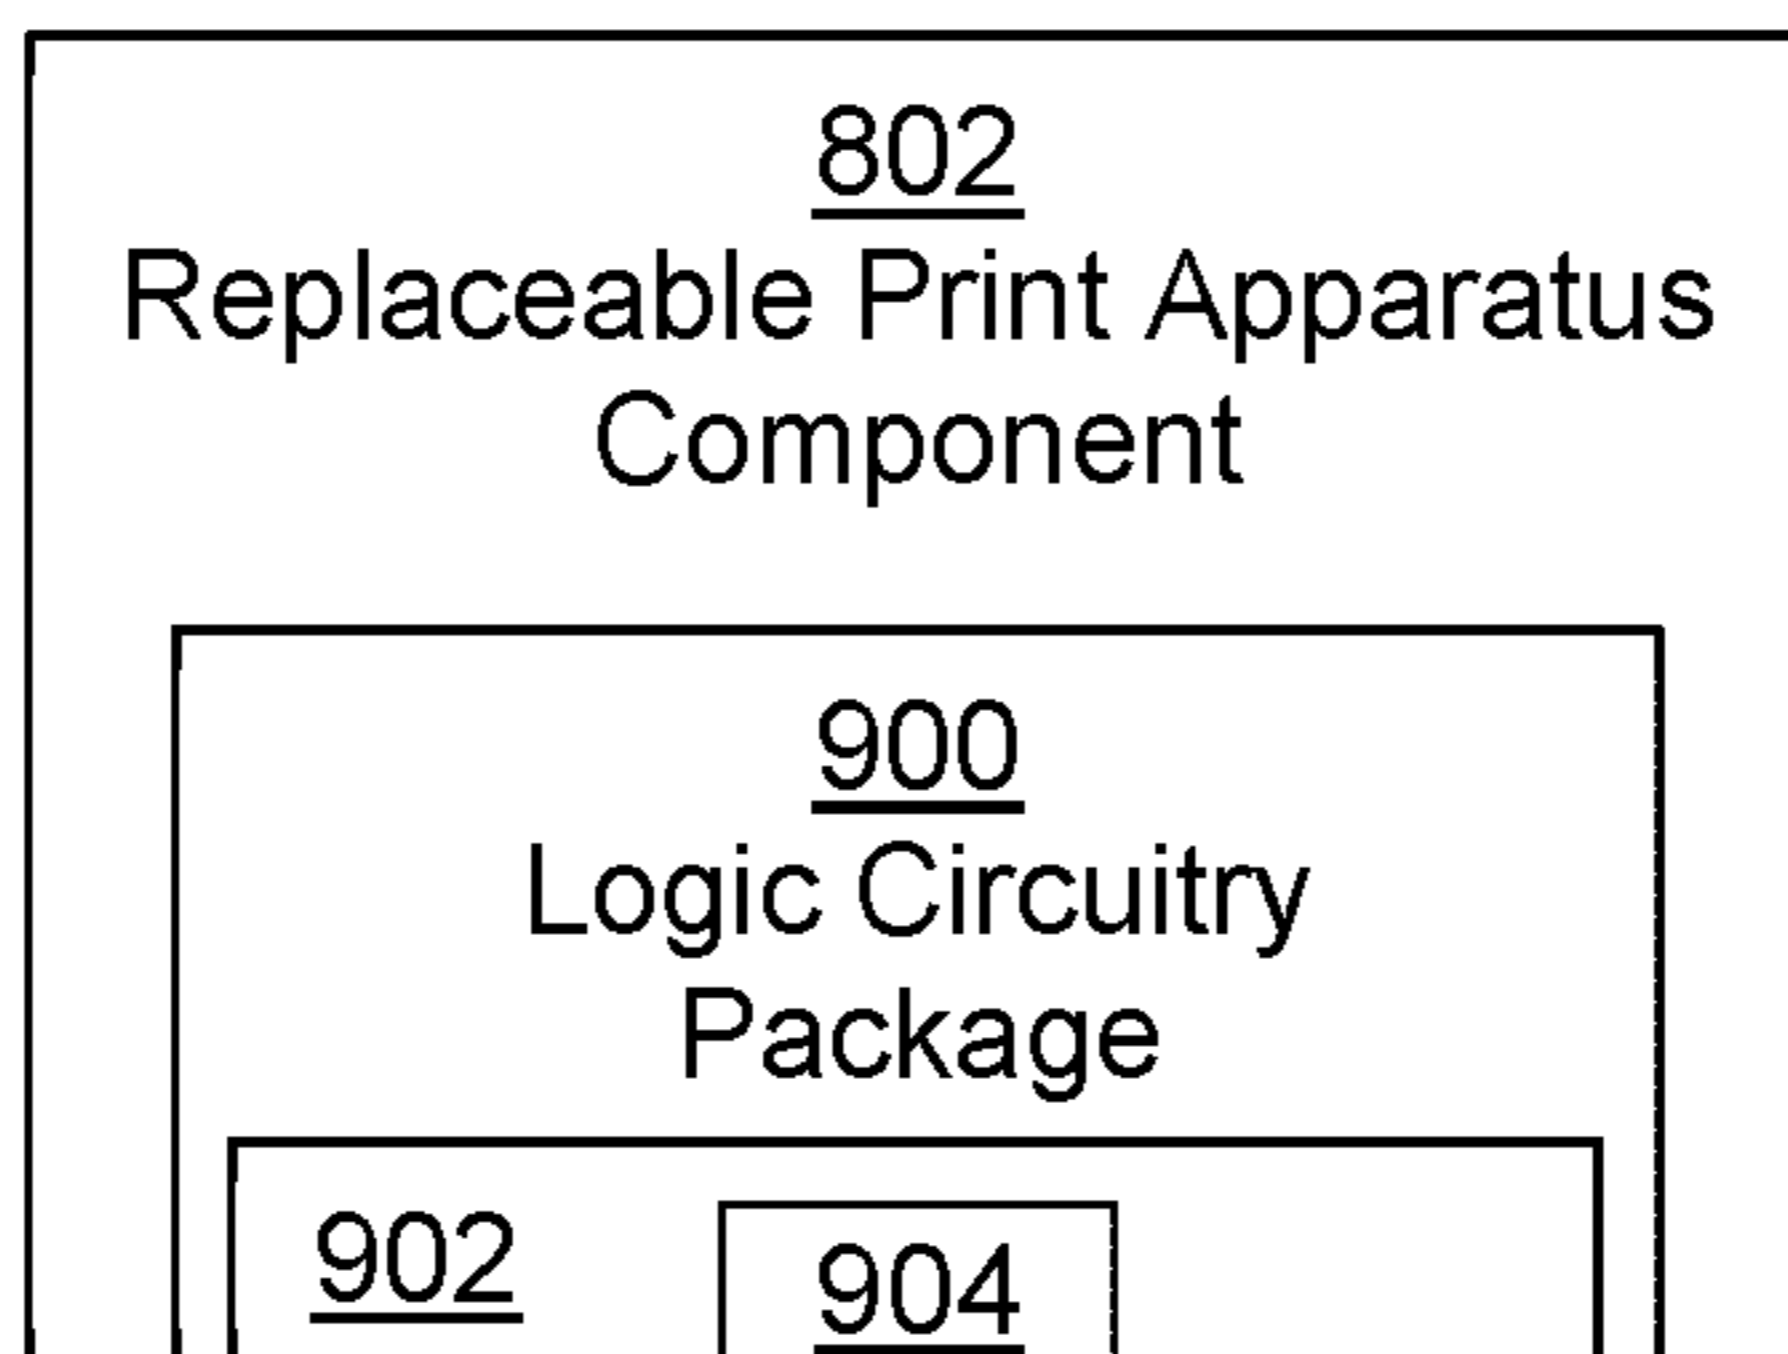 802
Replaceable Print Apparatus
Component
900
Logic Circuitry
Package
902
904